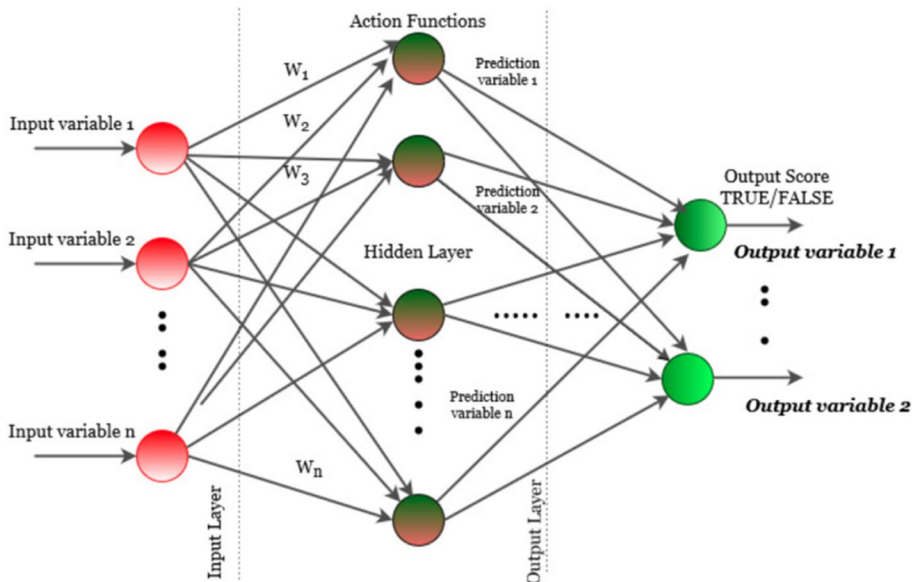 Action Functions
W1
Prediction
variable 1
Input variable 1
W2
W3
Output Score
TRUE/FALSE
Prediction
variable 2
Input variable 2
Hidden Layer
Output variable 1
Prediction
variable n
Output variable 2
Input variable n
Wn
Input Layer
Output Layer